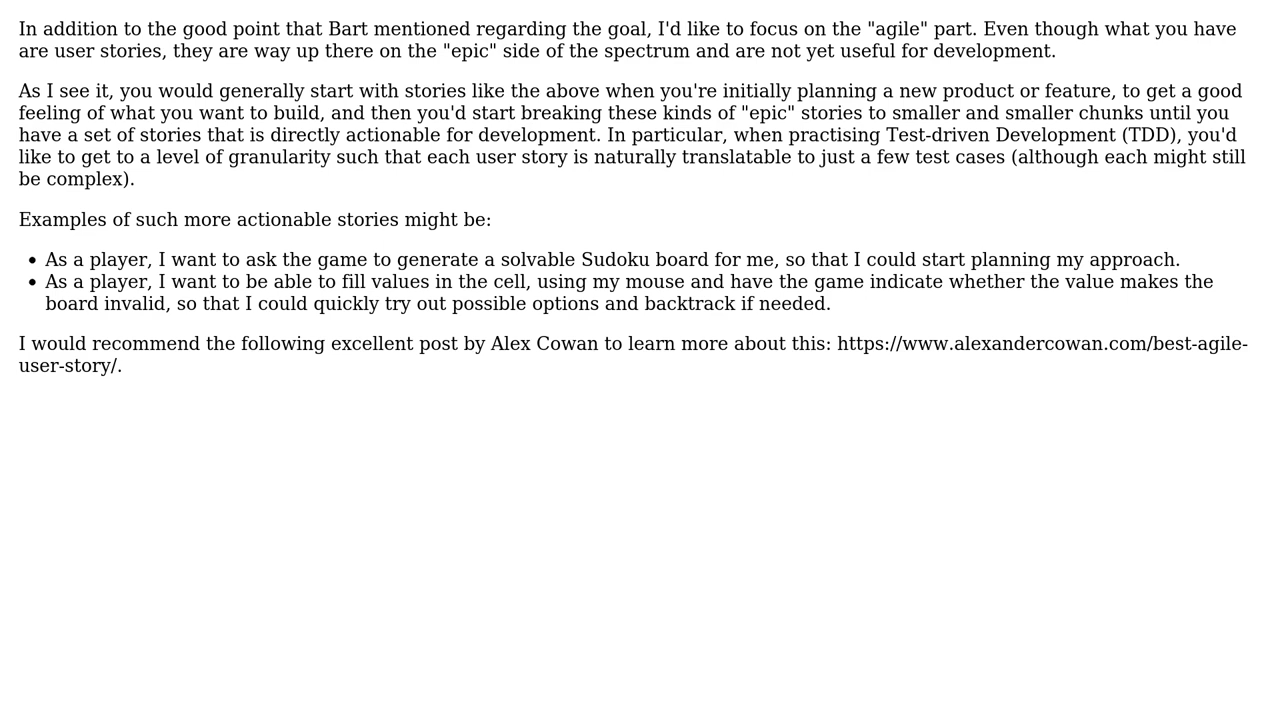 In addition to the good point that Bart mentioned regarding the goal, I'd like to focus on the "agile" part. Even though what you have
are user stories, they are way up there on the "epic" side of the spectrum and are not yet useful for development.
As I see it, you would generally start with stories like the above when you're initially planning a new product or feature, to get a good
feeling of what you want to build, and then you'd start breaking these kinds of "epic" stories to smaller and smaller chunks until you
have a set of stories that is directly actionable for development. In particular, when practising Test-driven Development (TDD), you'd
like to get to a level of granularity such that each user story is naturally translatable to just a few test cases (although each might still
be complex).
Examples of such more actionable stories might be:
• As a player, I want to ask the game to generate a solvable Sudoku board for me, so that I could start planning my approach.
• As a player, I want to be able to fill values in the cell, using my mouse and have the game indicate whether the value makes the
board invalid, so that I could quickly try out possible options and backtrack if needed.
I would recommend the following excellent post by Alex Cowan to learn more about this: https://www.alexandercowan.com/best-agile-
user-story/.